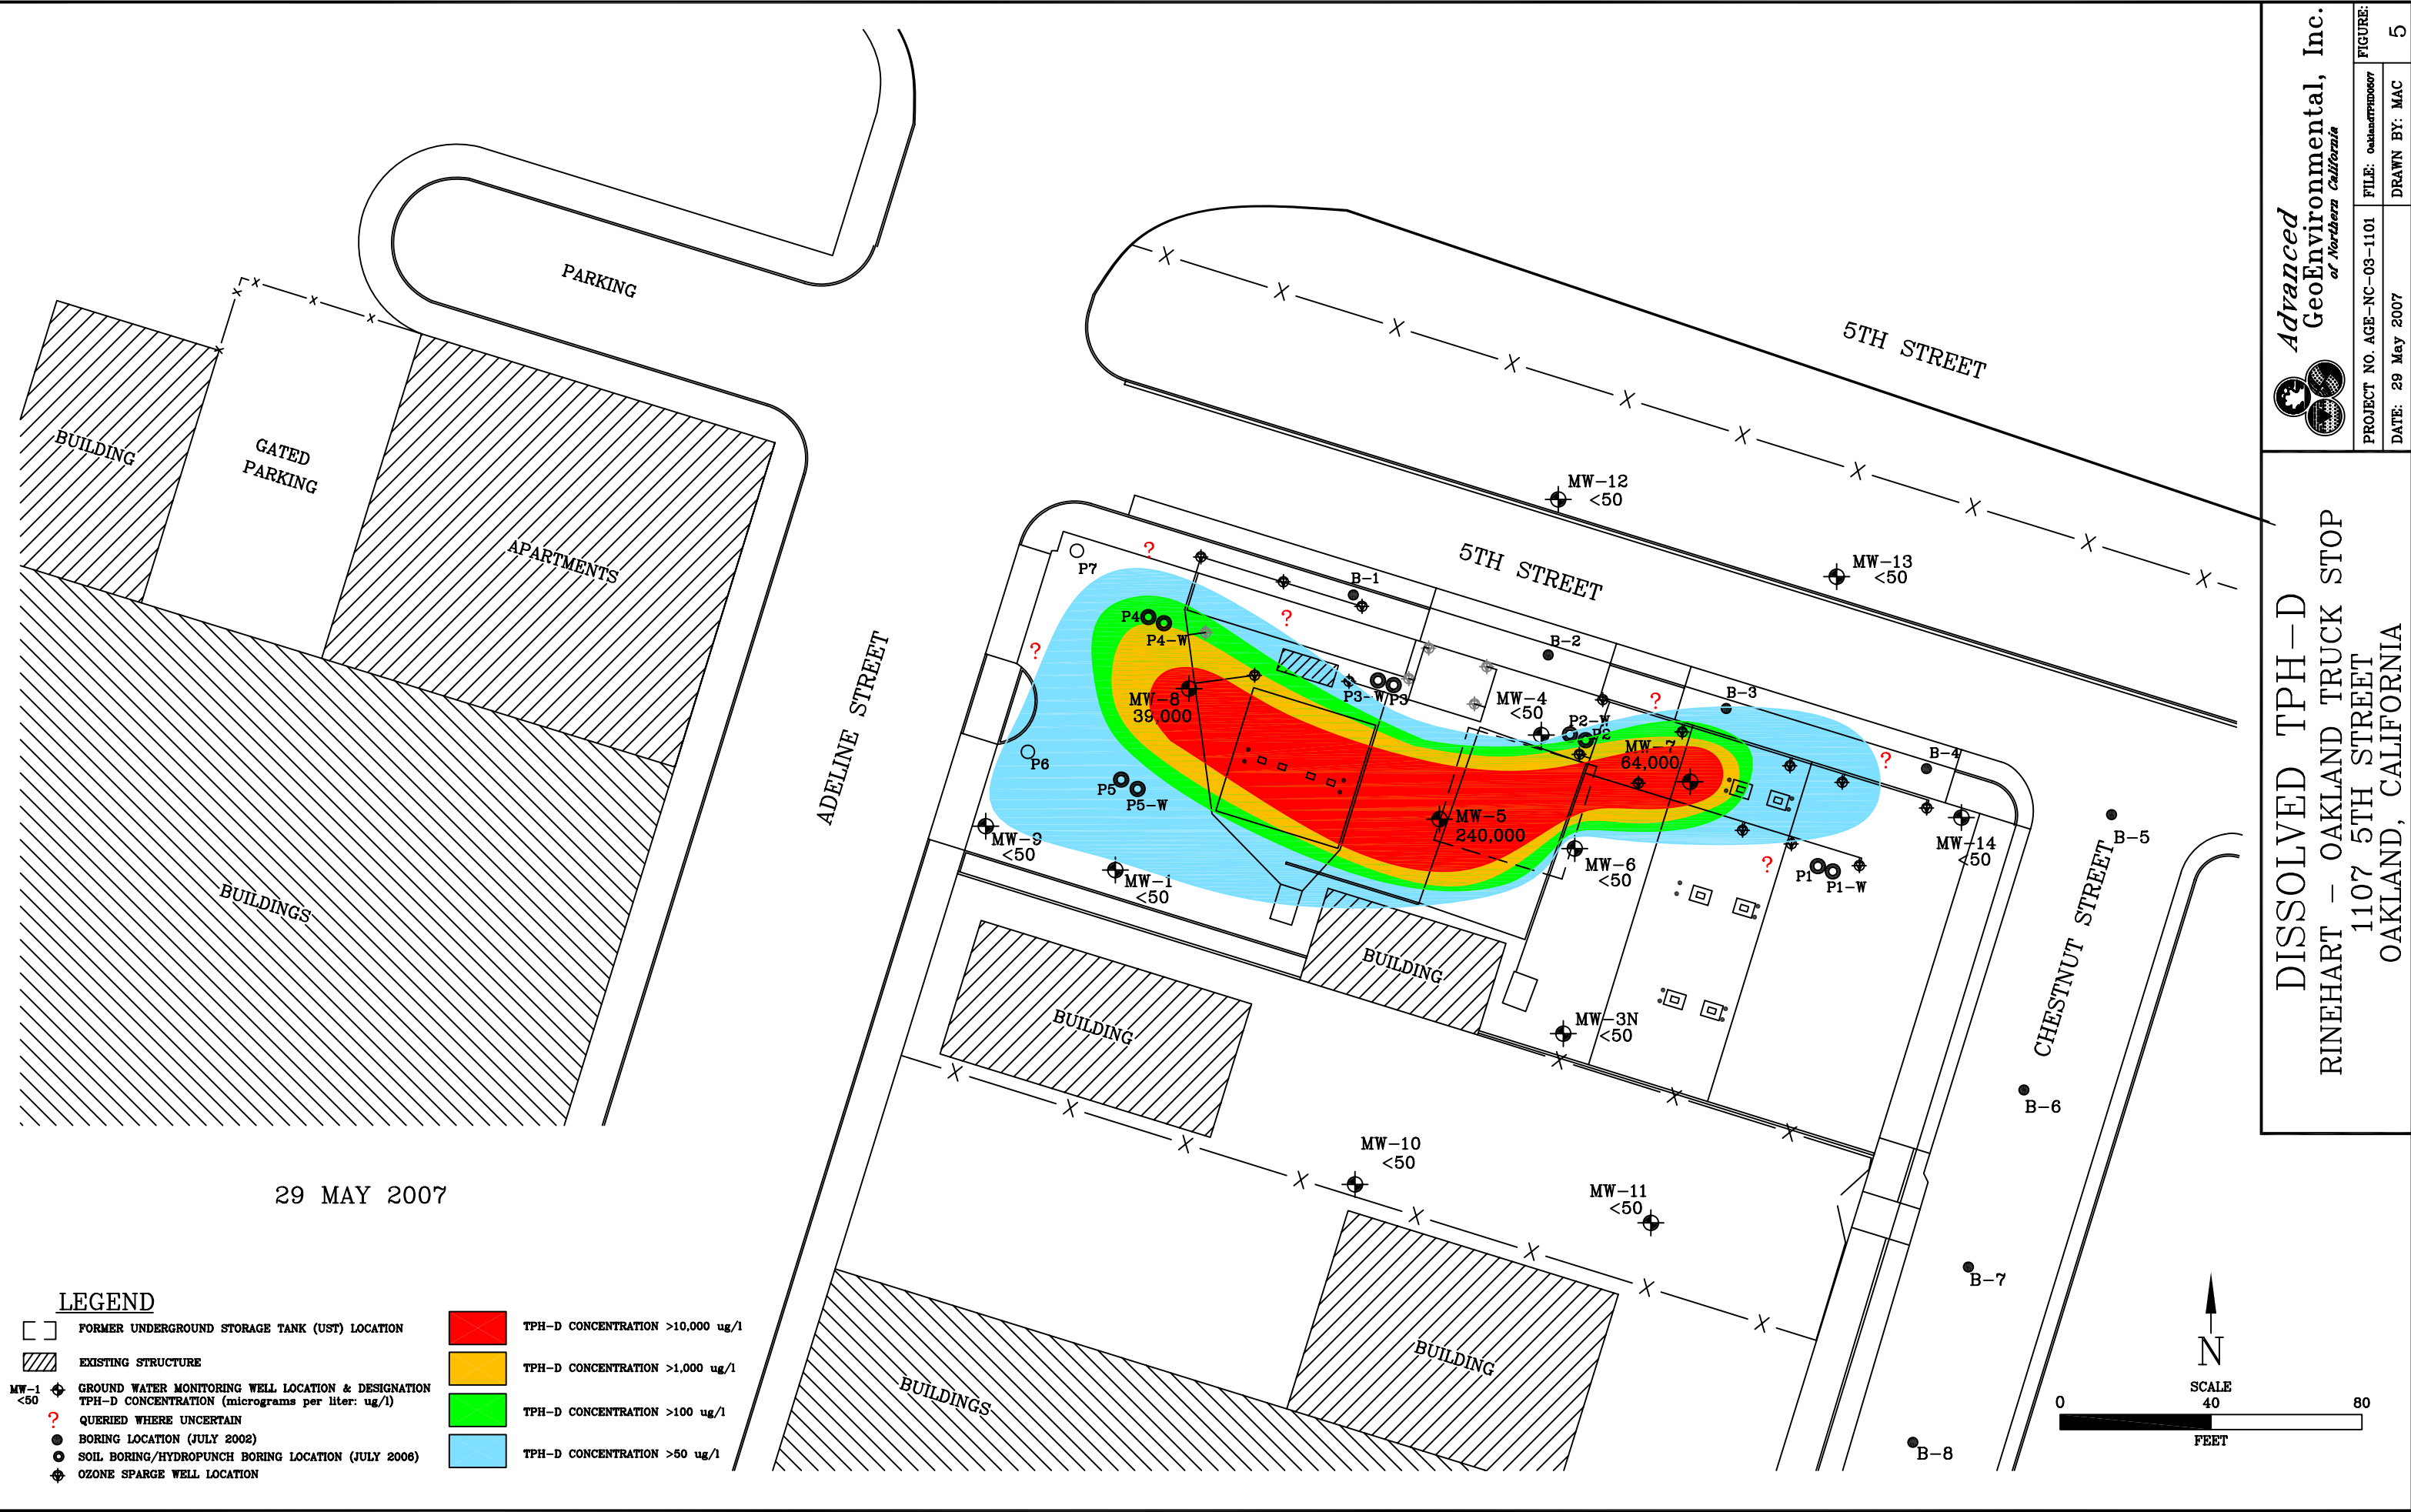 PARKING
5TH STREET
BUILDING
GATED
PARKING
APARTMENTS
BUILDINGS
ADELINE STREET
5TH STREET
MW-12
<50
MW-13
<50
P7
B-1
B-2
B-3
B-4
B-5
P4
P4-W
P3-W/P3
MW-4
<50
P2-W
P2
MW-8
39,000
MW-7
64,000
P6
P5
P5-W
MW-5
240,000
MW-9
<50
MW-1
<50
MW-6
<50
MW-14
<50
P1
P1-W
?
?
?
?
?
?
BUILDING
BUILDING
MW-3N
<50
CHESTNUT STREET
B-6
MW-10
<50
MW-11
<50
B-7
BUILDING
BUILDINGS
B-8
29 MAY 2007
LEGEND
FORMER UNDERGROUND STORAGE TANK (UST) LOCATION
EXISTING STRUCTURE
MW-1
<50
GROUND WATER MONITORING WELL LOCATION & DESIGNATION
TPH-D CONCENTRATION (micrograms per liter: ug/l)
? QUERIED WHERE UNCERTAIN
BORING LOCATION (JULY 2002)
SOIL BORING/HYDROPUNCH BORING LOCATION (JULY 2006)
OZONE SPARGE WELL LOCATION
TPH-D CONCENTRATION >10,000 ug/l
TPH-D CONCENTRATION >1,000 ug/l
TPH-D CONCENTRATION >100 ug/l
TPH-D CONCENTRATION >50 ug/l
N
SCALE
0 40 80
FEET
DISSOLVED TPH-D
RINEHART - OAKLAND TRUCK STOP
1107 5TH STREET
OAKLAND, CALIFORNIA
Advanced
GeoEnvironmental, Inc.
of Northern California
PROJECT NO. AGE-NC-03-1101
FILE: OaklandTPHD0507
FIGURE:
5
DATE: 29 May 2007
DRAWN BY: MAC